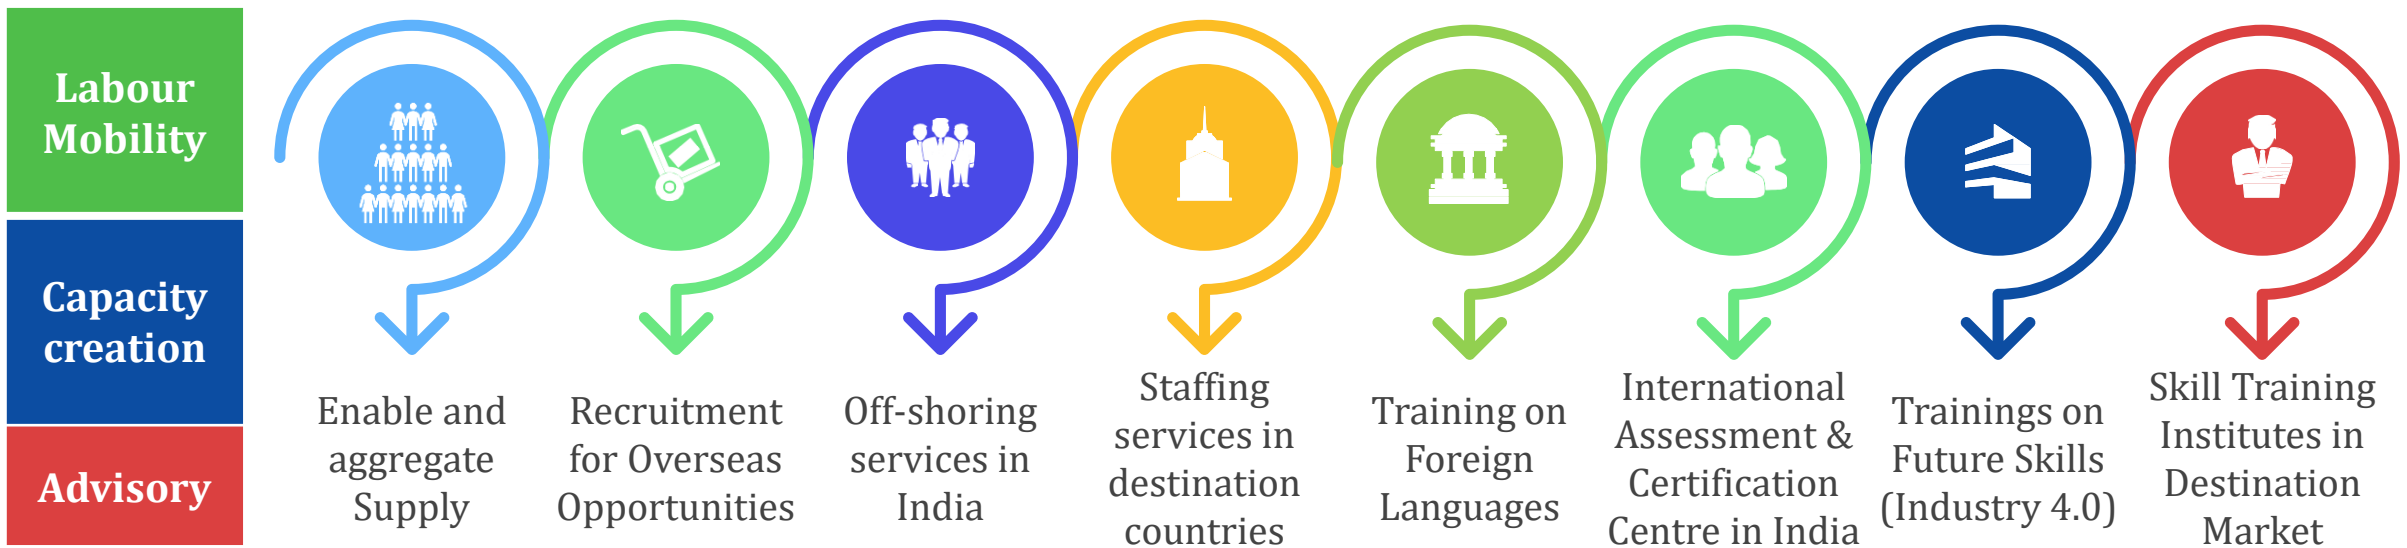 Labour
Mobility
Capacity
creation
Advisory
Enable and
aggregate
Supply
Recruitment
for Overseas
Opportunities
Off-shoring
services in
India
Staffing
services in
destination
countries
Training on
Foreign
Languages
International
Assessment &
Certification
Centre in India
Trainings on
Future Skills
(Industry 4.0)
Skill Training
Institutes in
Destination
Market